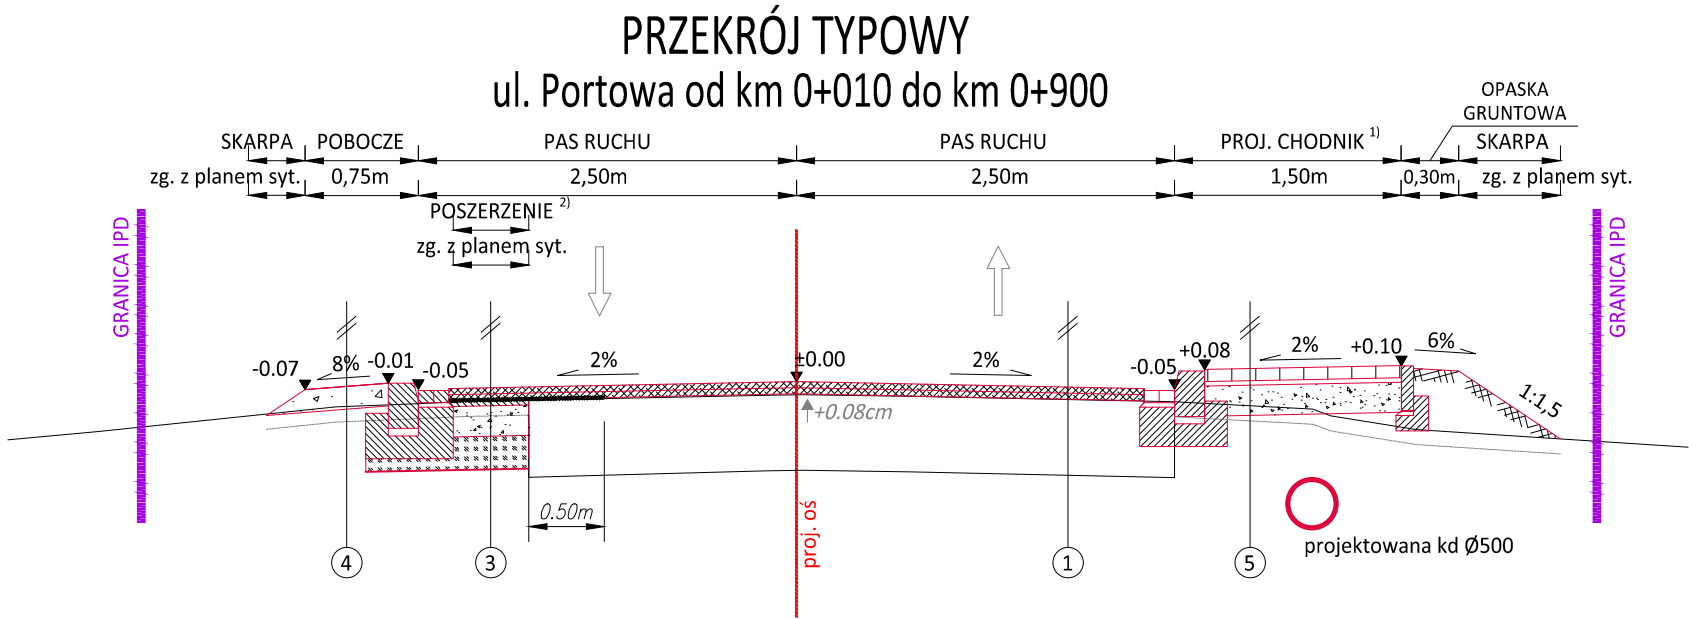 PRZEKRÓJ TYPOWY
ul. Portowa od km 0+010 do km 0+900
OPASKA
GRUNTOWA
SKARPA POBOCZE PAS RUCHU PAS RUCHU PROJ. CHODNIK 1) SKARPA
zg. z planem syt. 0,75m 2,50m 2,50m 1,50m 0,30m zg. z planem syt.
POSZERZENIE 2)
zg. z planem syt.
GRANICA IPD
GRANICA IPD
-0.07 8% -0.01 -0.05 2% ±0.00 2% -0.05 +0.08 2% +0.10 6%
1:1,5
+0.08cm
0.50m
proj. oś
projektowana kd Ø500
4 3 1 5